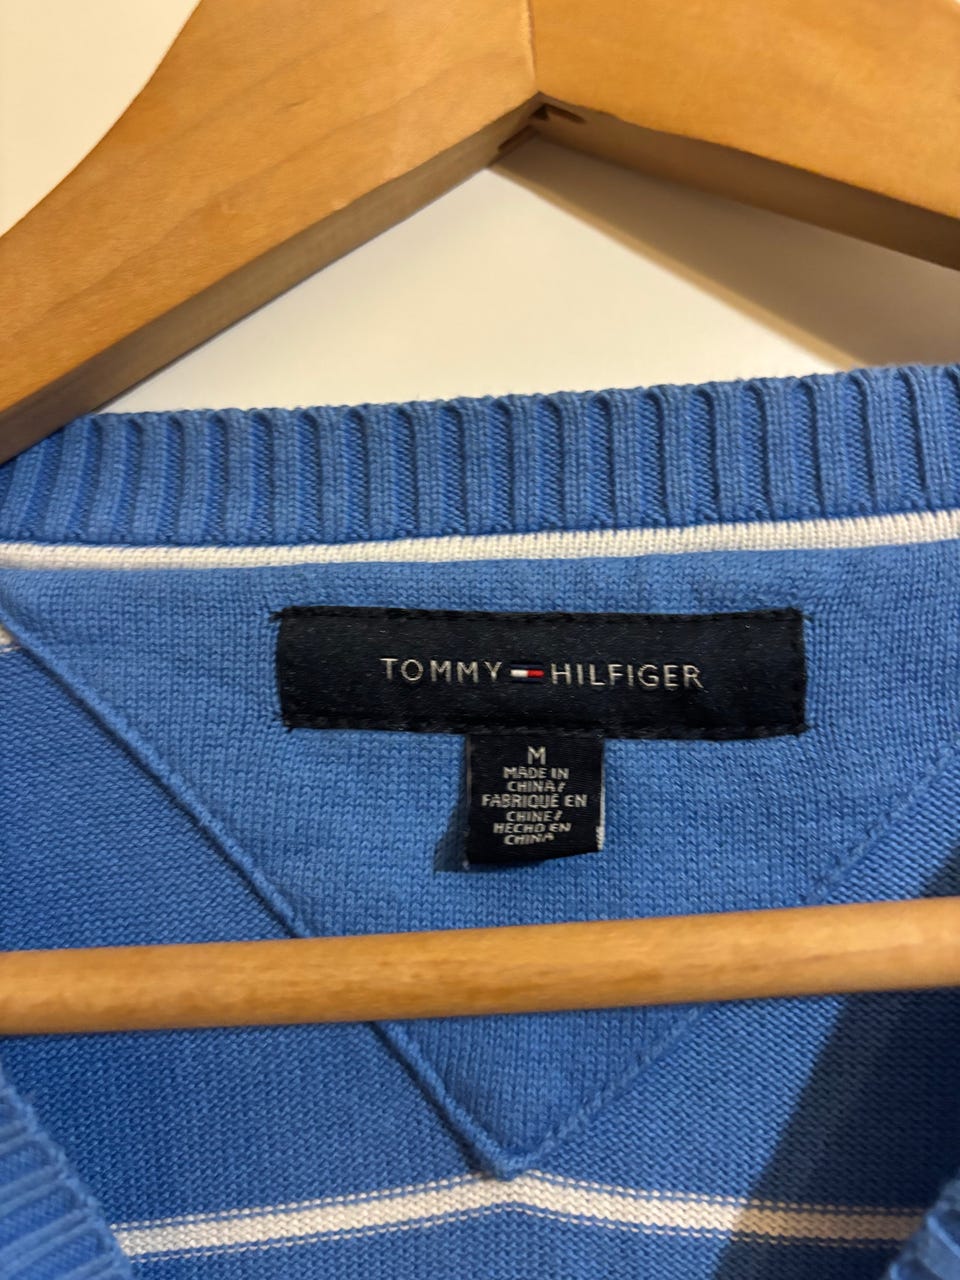 TOMMY HILFIGER
M
MADE IN
CHINA/
FABRIQUÉ EN
CHINE/
HECHO EN
CHINA